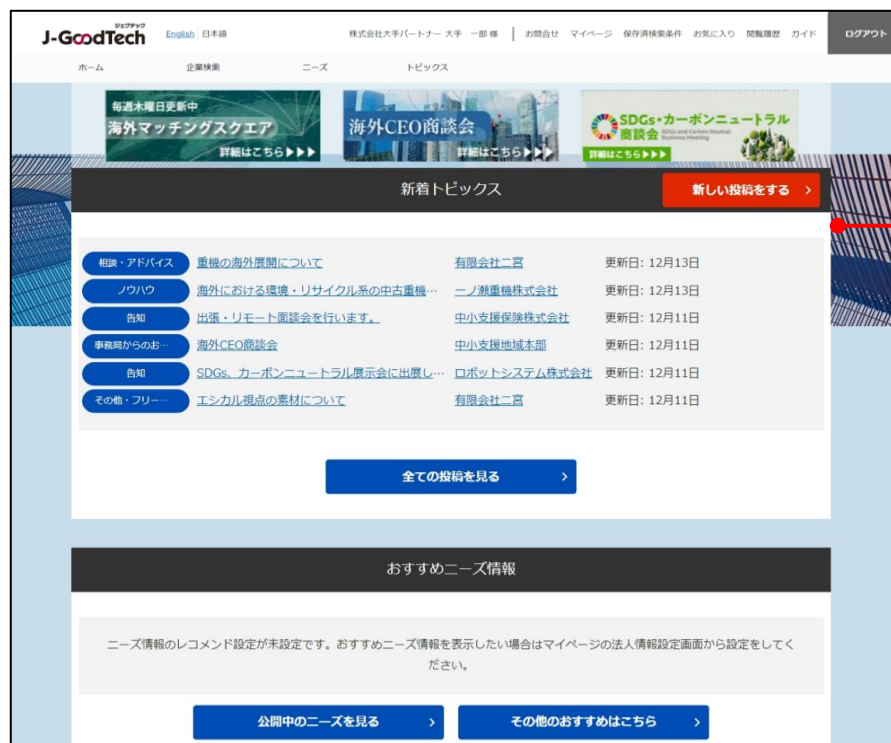 ジェグテック
J-GoodTech English 日本語 株式会社大手パートナー 大手 一郎 様 お問合せ マイページ 保存済検索条件 お気に入り 閲覧履歴 ガイド ログアウト
ホーム 企業検索 ニーズ トピックス
毎週木曜日更新中
海外マッチングスクエア
詳細はこちら▶▶▶
海外CEO商談会
詳細はこちら▶▶▶
SDGs・カーボンニュートラル
商談会 SDGs and Carbon Neutral Business Meeting
詳細はこちら▶▶▶
新着トピックス 新しい投稿をする >
相談・アドバイス 重機の海外展開について 有限会社二宮 更新日: 12月13日
ノウハウ 海外における環境・リサイクル系の中古重機… 一ノ瀬重機株式会社 更新日: 12月13日
告知 出張・リモート面談会を行います。 中小支援保険株式会社 更新日: 12月11日
事務局からのお… 海外CEO商談会 中小支援地域本部 更新日: 12月11日
告知 SDGs、カーボンニュートラル展示会に出展し… ロボットシステム株式会社 更新日: 12月11日
その他・フリー… エシカル視点の素材について 有限会社二宮 更新日: 12月11日
全ての投稿を見る >
おすすめニーズ情報
ニーズ情報のレコメンド設定が未設定です。おすすめニーズ情報を表示したい場合はマイページの法人情報設定画面から設定をしてく
ださい。
公開中のニーズを見る > その他のおすすめはこちら >